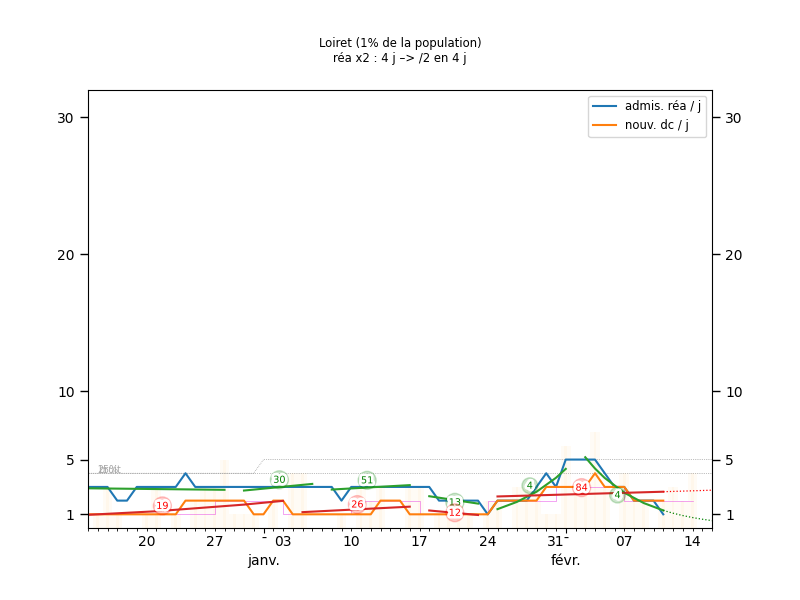 Loiret (1% de la population)
réa x2 : 4 j –> /2 en 4 j
admis. réa / j
nouv. dc / j
30 30
20 20
10 10
5 5
1 1
30 51 4 84
19 26 13 12 4
20 27 - 03 10 17 24 31 - 07 14
janv. févr.